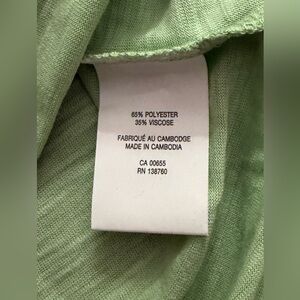 65% POLYESTER
35% VISCOSE
FABRIQUÉ AU CAMBODGE
MADE IN CAMBODIA
CA 00655
RN 138760